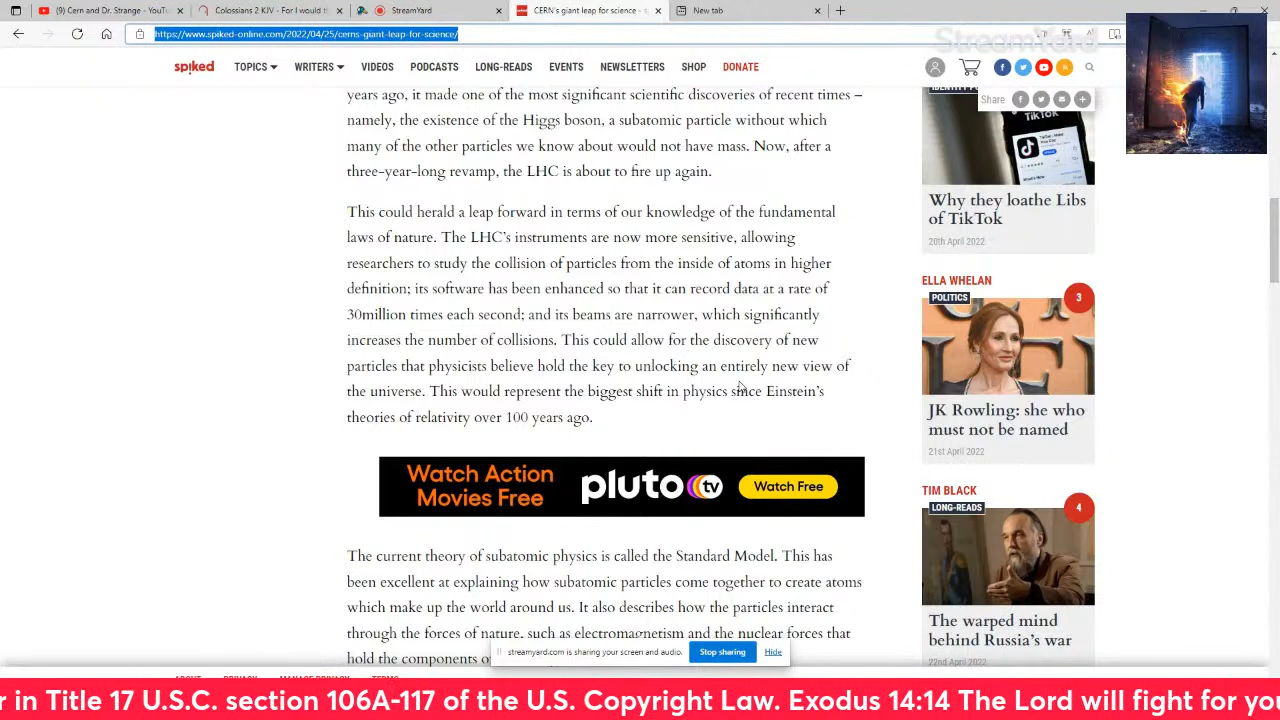 (9) Cern and Dr. Strange - YouTu
Colossians 2 KJV - For I would th
StreamYard
CERN's giant leap for science - s
New tab
https://www.spiked-online.com/2022/04/25/cerns-giant-leap-for-science/
StreamYard
spiked
TOPICS
WRITERS
VIDEOS
PODCASTS
LONG-READS
EVENTS
NEWSLETTERS
SHOP
DONATE
Share
years ago, it made one of the most significant scientific discoveries of recent times –
namely, the existence of the Higgs boson, a subatomic particle without which
many of the other particles we know about would not have mass. Now, after a
three-year-long revamp, the LHC is about to fire up again.
This could herald a leap forward in terms of our knowledge of the fundamental
laws of nature. The LHC's instruments are now more sensitive, allowing
researchers to study the collision of particles from the inside of atoms in higher
definition; its software has been enhanced so that it can record data at a rate of
30million times each second; and its beams are narrower, which significantly
increases the number of collisions. This could allow for the discovery of new
particles that physicists believe hold the key to unlocking an entirely new view of
the universe. This would represent the biggest shift in physics since Einstein's
theories of relativity over 100 years ago.
Watch Action
Movies Free
pluto tv
Watch Free
The current theory of subatomic physics is called the Standard Model. This has
been excellent at explaining how subatomic particles come together to create atoms
which make up the world around us. It also describes how the particles interact
through the forces of nature, such as electromagnetism and the nuclear forces that
hold the components o
TikTok
Why they loathe Libs
of TikTok
20th April 2022
ELLA WHELAN
POLITICS
3
JK Rowling: she who
must not be named
21st April 2022
TIM BLACK
LONG-READS
4
The warped mind
behind Russia's war
22nd April 2022
streamyard.com is sharing your screen and audio.
Stop sharing
Hide
ABOUT
PRIVACY
MANAGE PRIVACY
TERMS
r in Title 17 U.S.C. section 106A-117 of the U.S. Copyright Law. Exodus 14:14 The Lord will fight for you